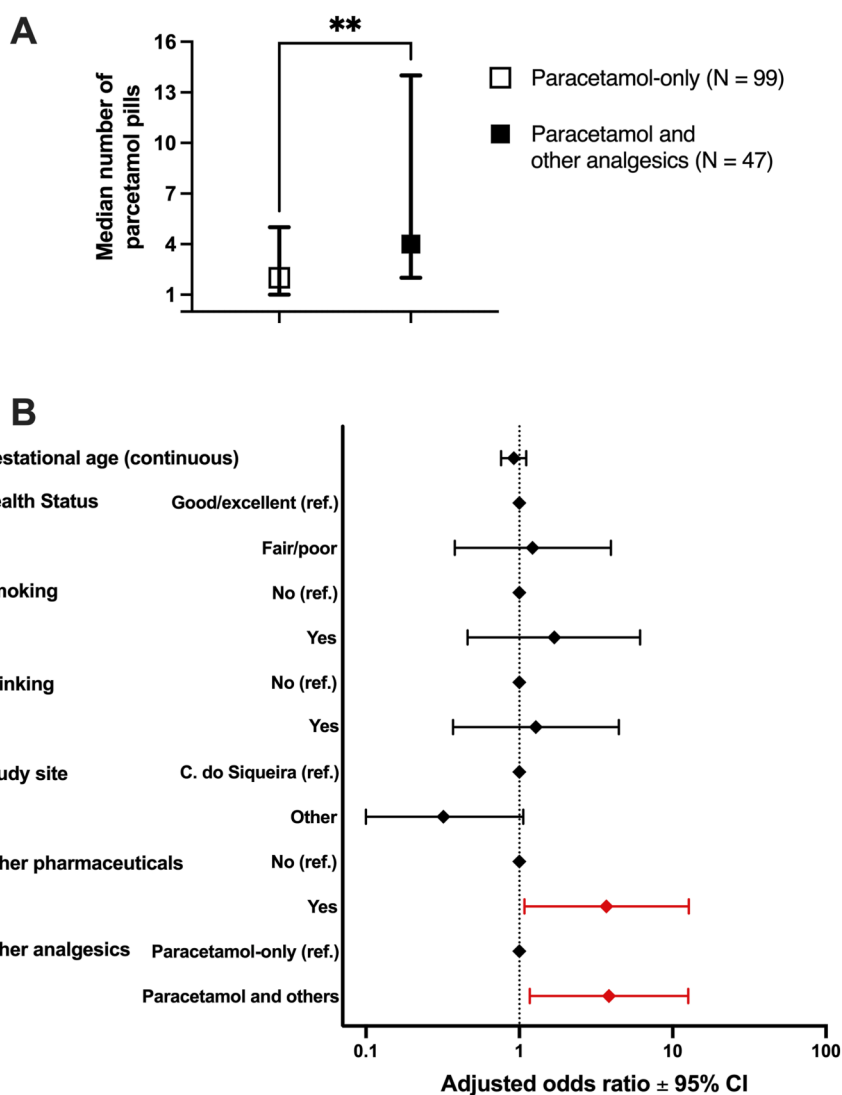 A
**
16
13
10
7
4
1
Median number of
parcetamol pills
Paracetamol-only (N = 99)
Paracetamol and
other analgesics (N = 47)
B
estational age (continuous)
ealth Status Good/excellent (ref.)
Fair/poor
moking No (ref.)
Yes
inking No (ref.)
Yes
udy site C. do Siqueira (ref.)
Other
her pharmaceuticals No (ref.)
Yes
her analgesics Paracetamol-only (ref.)
Paracetamol and others
0.1 1 10 100
Adjusted odds ratio ± 95% CI